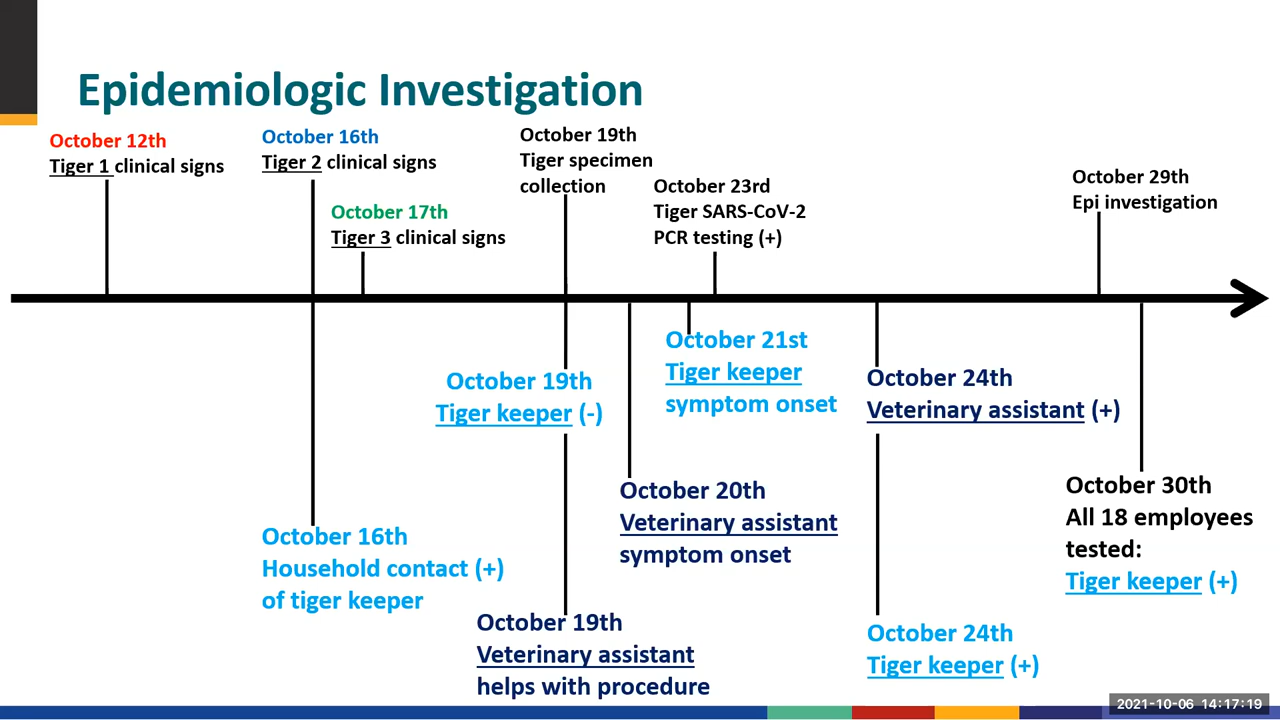 Epidemiologic Investigation
October 12th
Tiger 1 clinical signs
October 16th
Tiger 2 clinical signs
October 17th
Tiger 3 clinical signs
October 19th
Tiger specimen
collection
October 23rd
Tiger SARS-CoV-2
PCR testing (+)
October 29th
Epi investigation
October 16th
Household contact (+)
of tiger keeper
October 19th
Tiger keeper (-)
October 19th
Veterinary assistant
helps with procedure
October 20th
Veterinary assistant
symptom onset
October 21st
Tiger keeper
symptom onset
October 24th
Veterinary assistant (+)
October 24th
Tiger keeper (+)
October 30th
All 18 employees
tested:
Tiger keeper (+)
2021-10-06 14:17:19